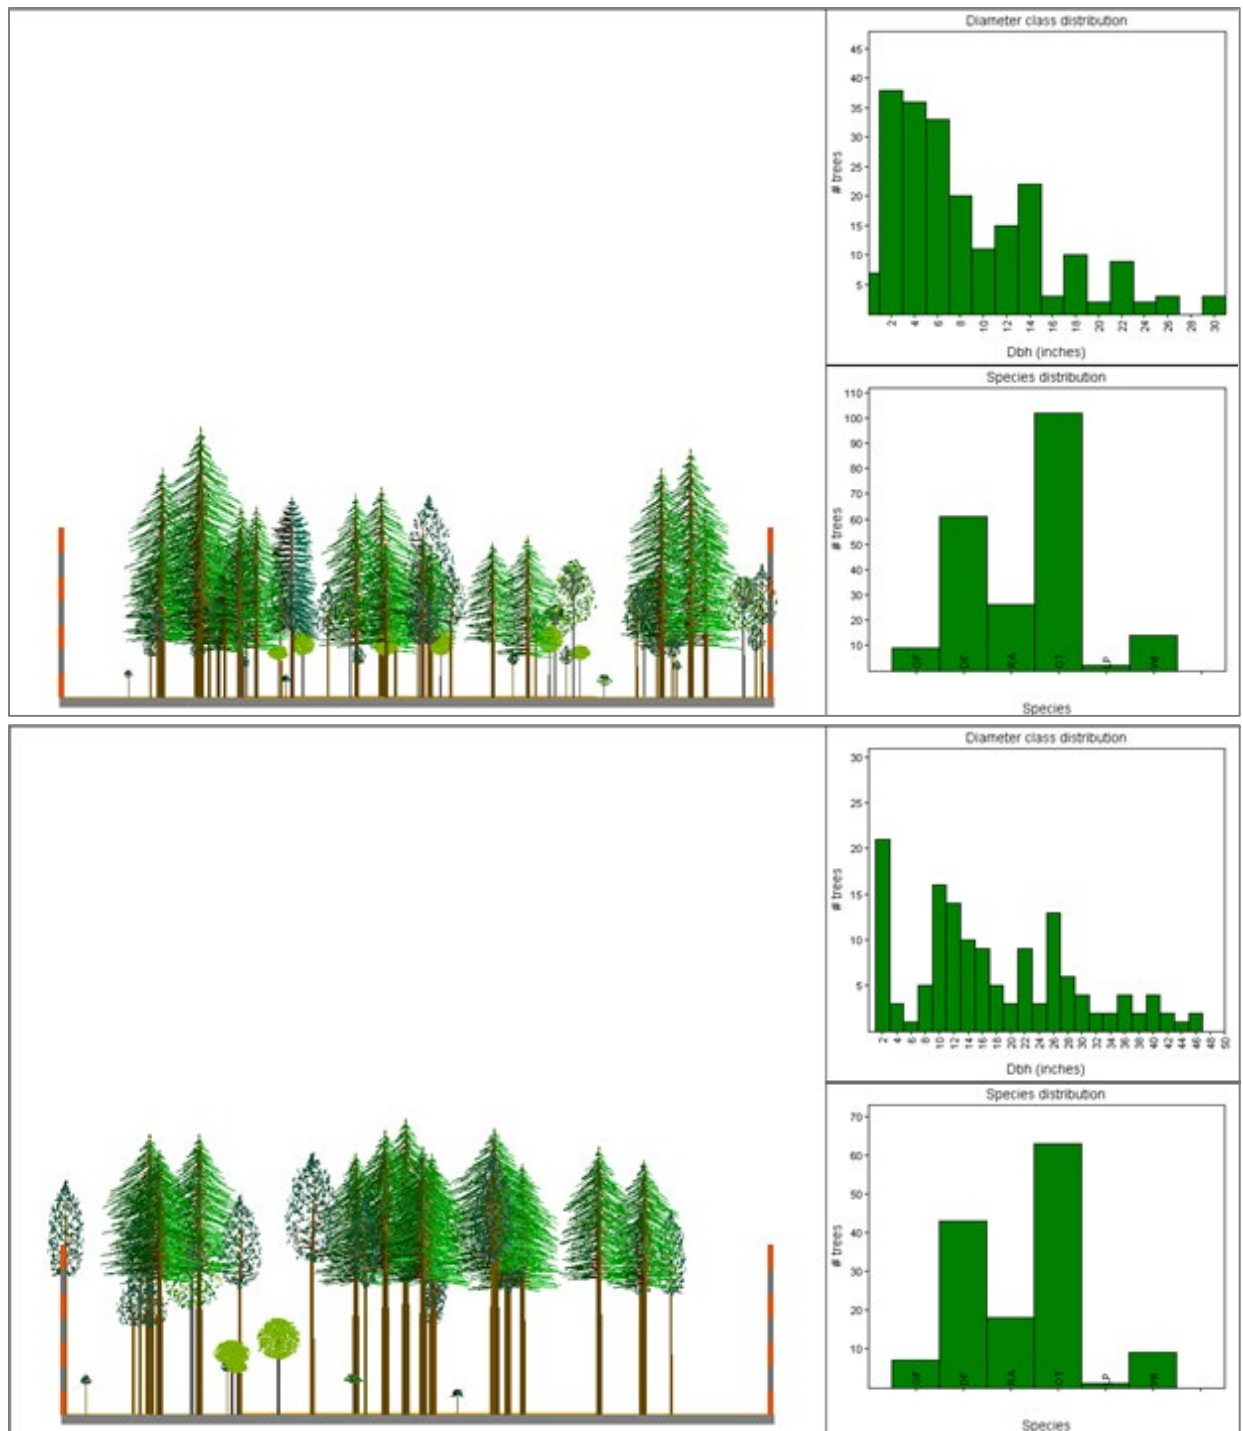 Diameter class distribution
45
40
35
30
25
20
15
10
5
# trees
2 4 6 8 10 12 14 16 18 20 22 24 26 28 30
Dbh (inches)
Species distribution
110
100
90
80
70
60
50
40
30
20
10
# trees
GF DF RA OT LP
Species
Diameter class distribution
30
25
20
15
10
5
# trees
2 4 6 8 10 12 14 16 18 20 22 24 26 28 30 32 34 36 38 40 42 44 46 48 50
Dbh (inches)
Species distribution
70
60
50
40
30
20
10
# trees
GF DF RA OT LP
Species